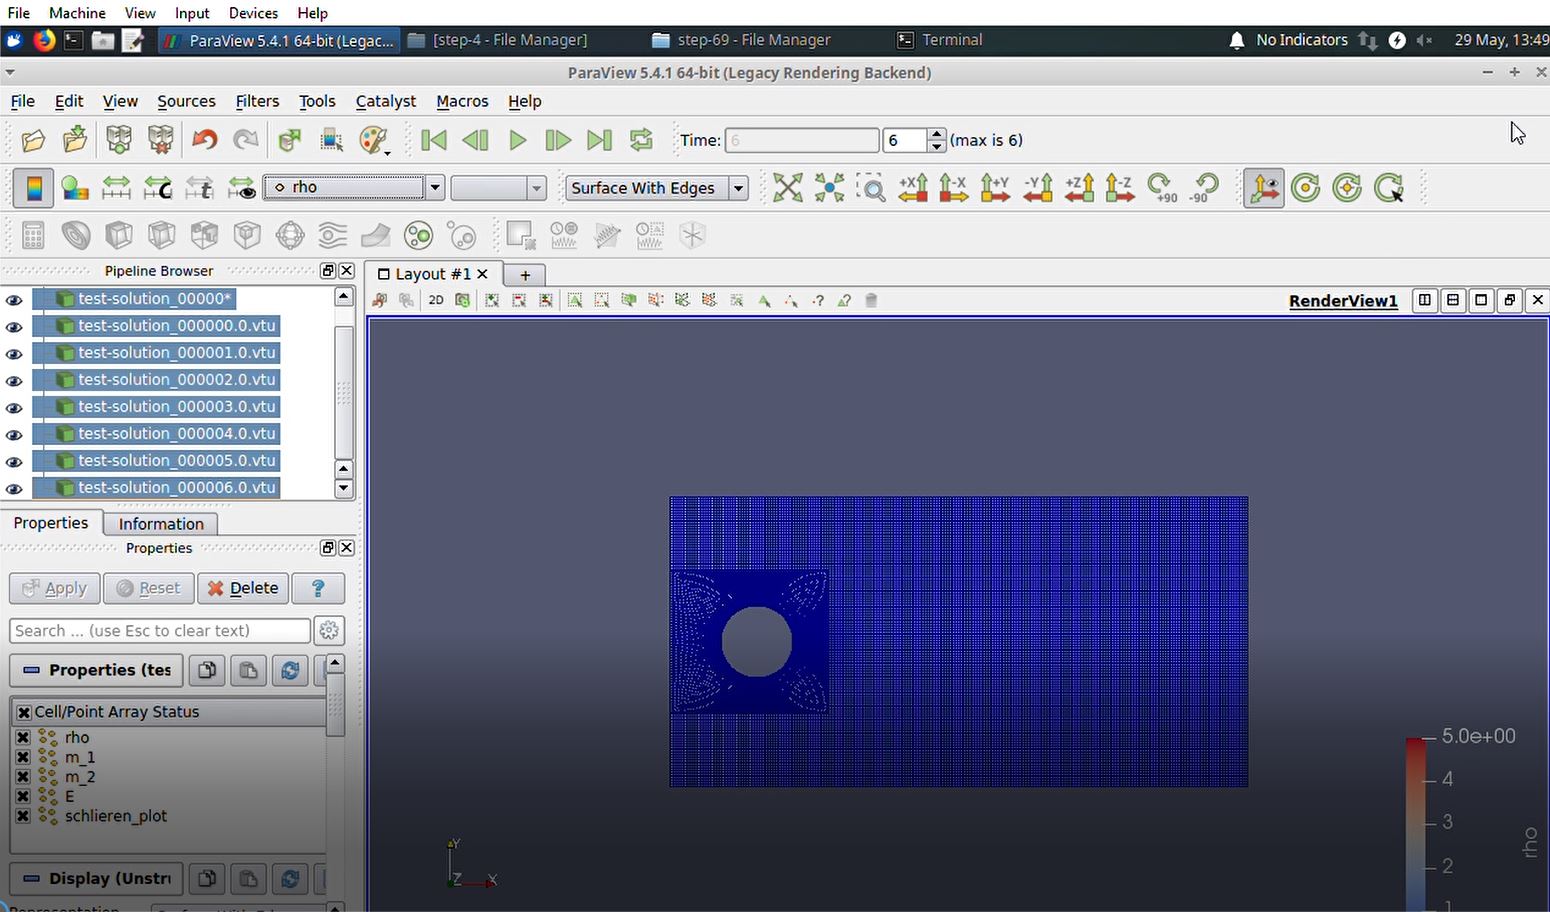 File Machine View Input Devices Help
ParaView 5.4.1 64-bit (Legac... [step-4 - File Manager] step-69 - File Manager Terminal No Indicators 29 May, 13:49
ParaView 5.4.1 64-bit (Legacy Rendering Backend)
File Edit View Sources Filters Tools Catalyst Macros Help
Time: 6 6 (max is 6)
rho Surface With Edges +X -X +Y -Y +Z -Z +90 -90
Pipeline Browser Layout #1 +
test-solution_00000* 2D RenderView1
test-solution_000000.0.vtu
test-solution_000001.0.vtu
test-solution_000002.0.vtu
test-solution_000003.0.vtu
test-solution_000004.0.vtu
test-solution_000005.0.vtu
test-solution_000006.0.vtu
Properties Information
Properties
Apply Reset Delete ?
Search ... (use Esc to clear text)
Properties (tes
Cell/Point Array Status
rho
m_1
m_2
E
schlieren_plot
Display (Unstru
5.0e+00
4
3
2
1
rho
Y
Z X